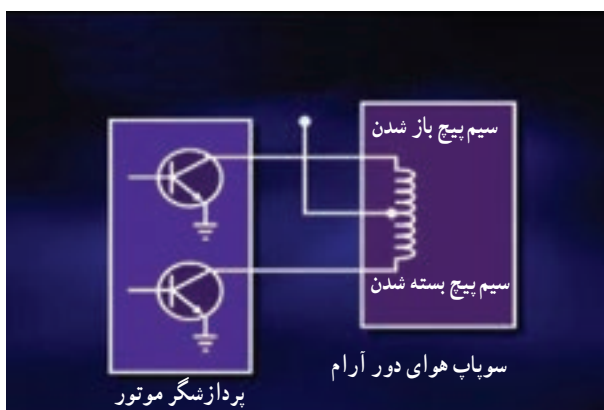 سیم پیچ باز شدن
سیم پیچ بسته شدن
سوپاپ هوای دور آرام
پردازشگر موتور